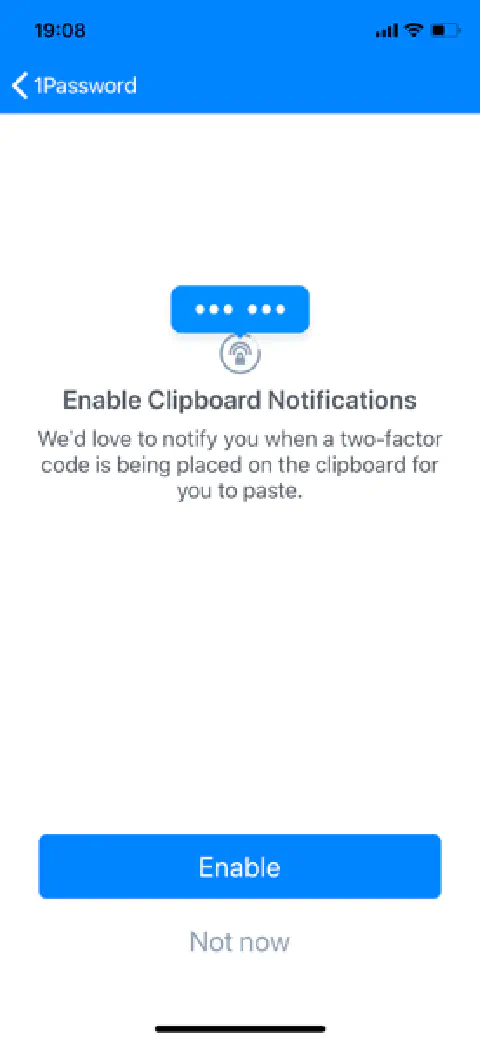 19:08
1Password
Enable Clipboard Notifications
We'd love to notify you when a two-factor
code is being placed on the clipboard for
you to paste.
Enable
Not now